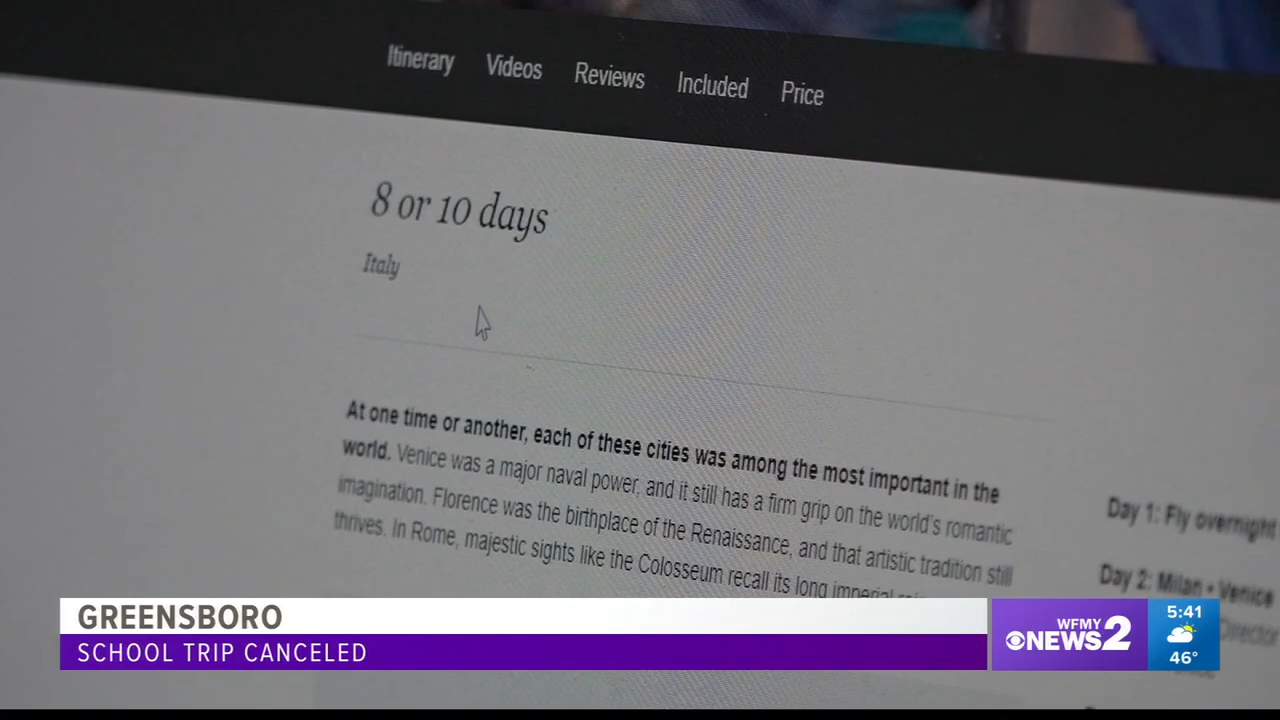 Itinerary Videos Reviews Included Price
8 or 10 days
Italy
At one time or another, each of these cities was among the most important in the
world. Venice was a major naval power, and it still has a firm grip on the world's romantic
imagination. Florence was the birthplace of the Renaissance, and that artistic tradition still
thrives. In Rome, majestic sights like the Colosseum recall its long imperial
Day 1: Fly overnight
Day 2: Milan • Venice
Director
GREENSBORO
SCHOOL TRIP CANCELED
WFMY
NEWS 2
5:41
46°